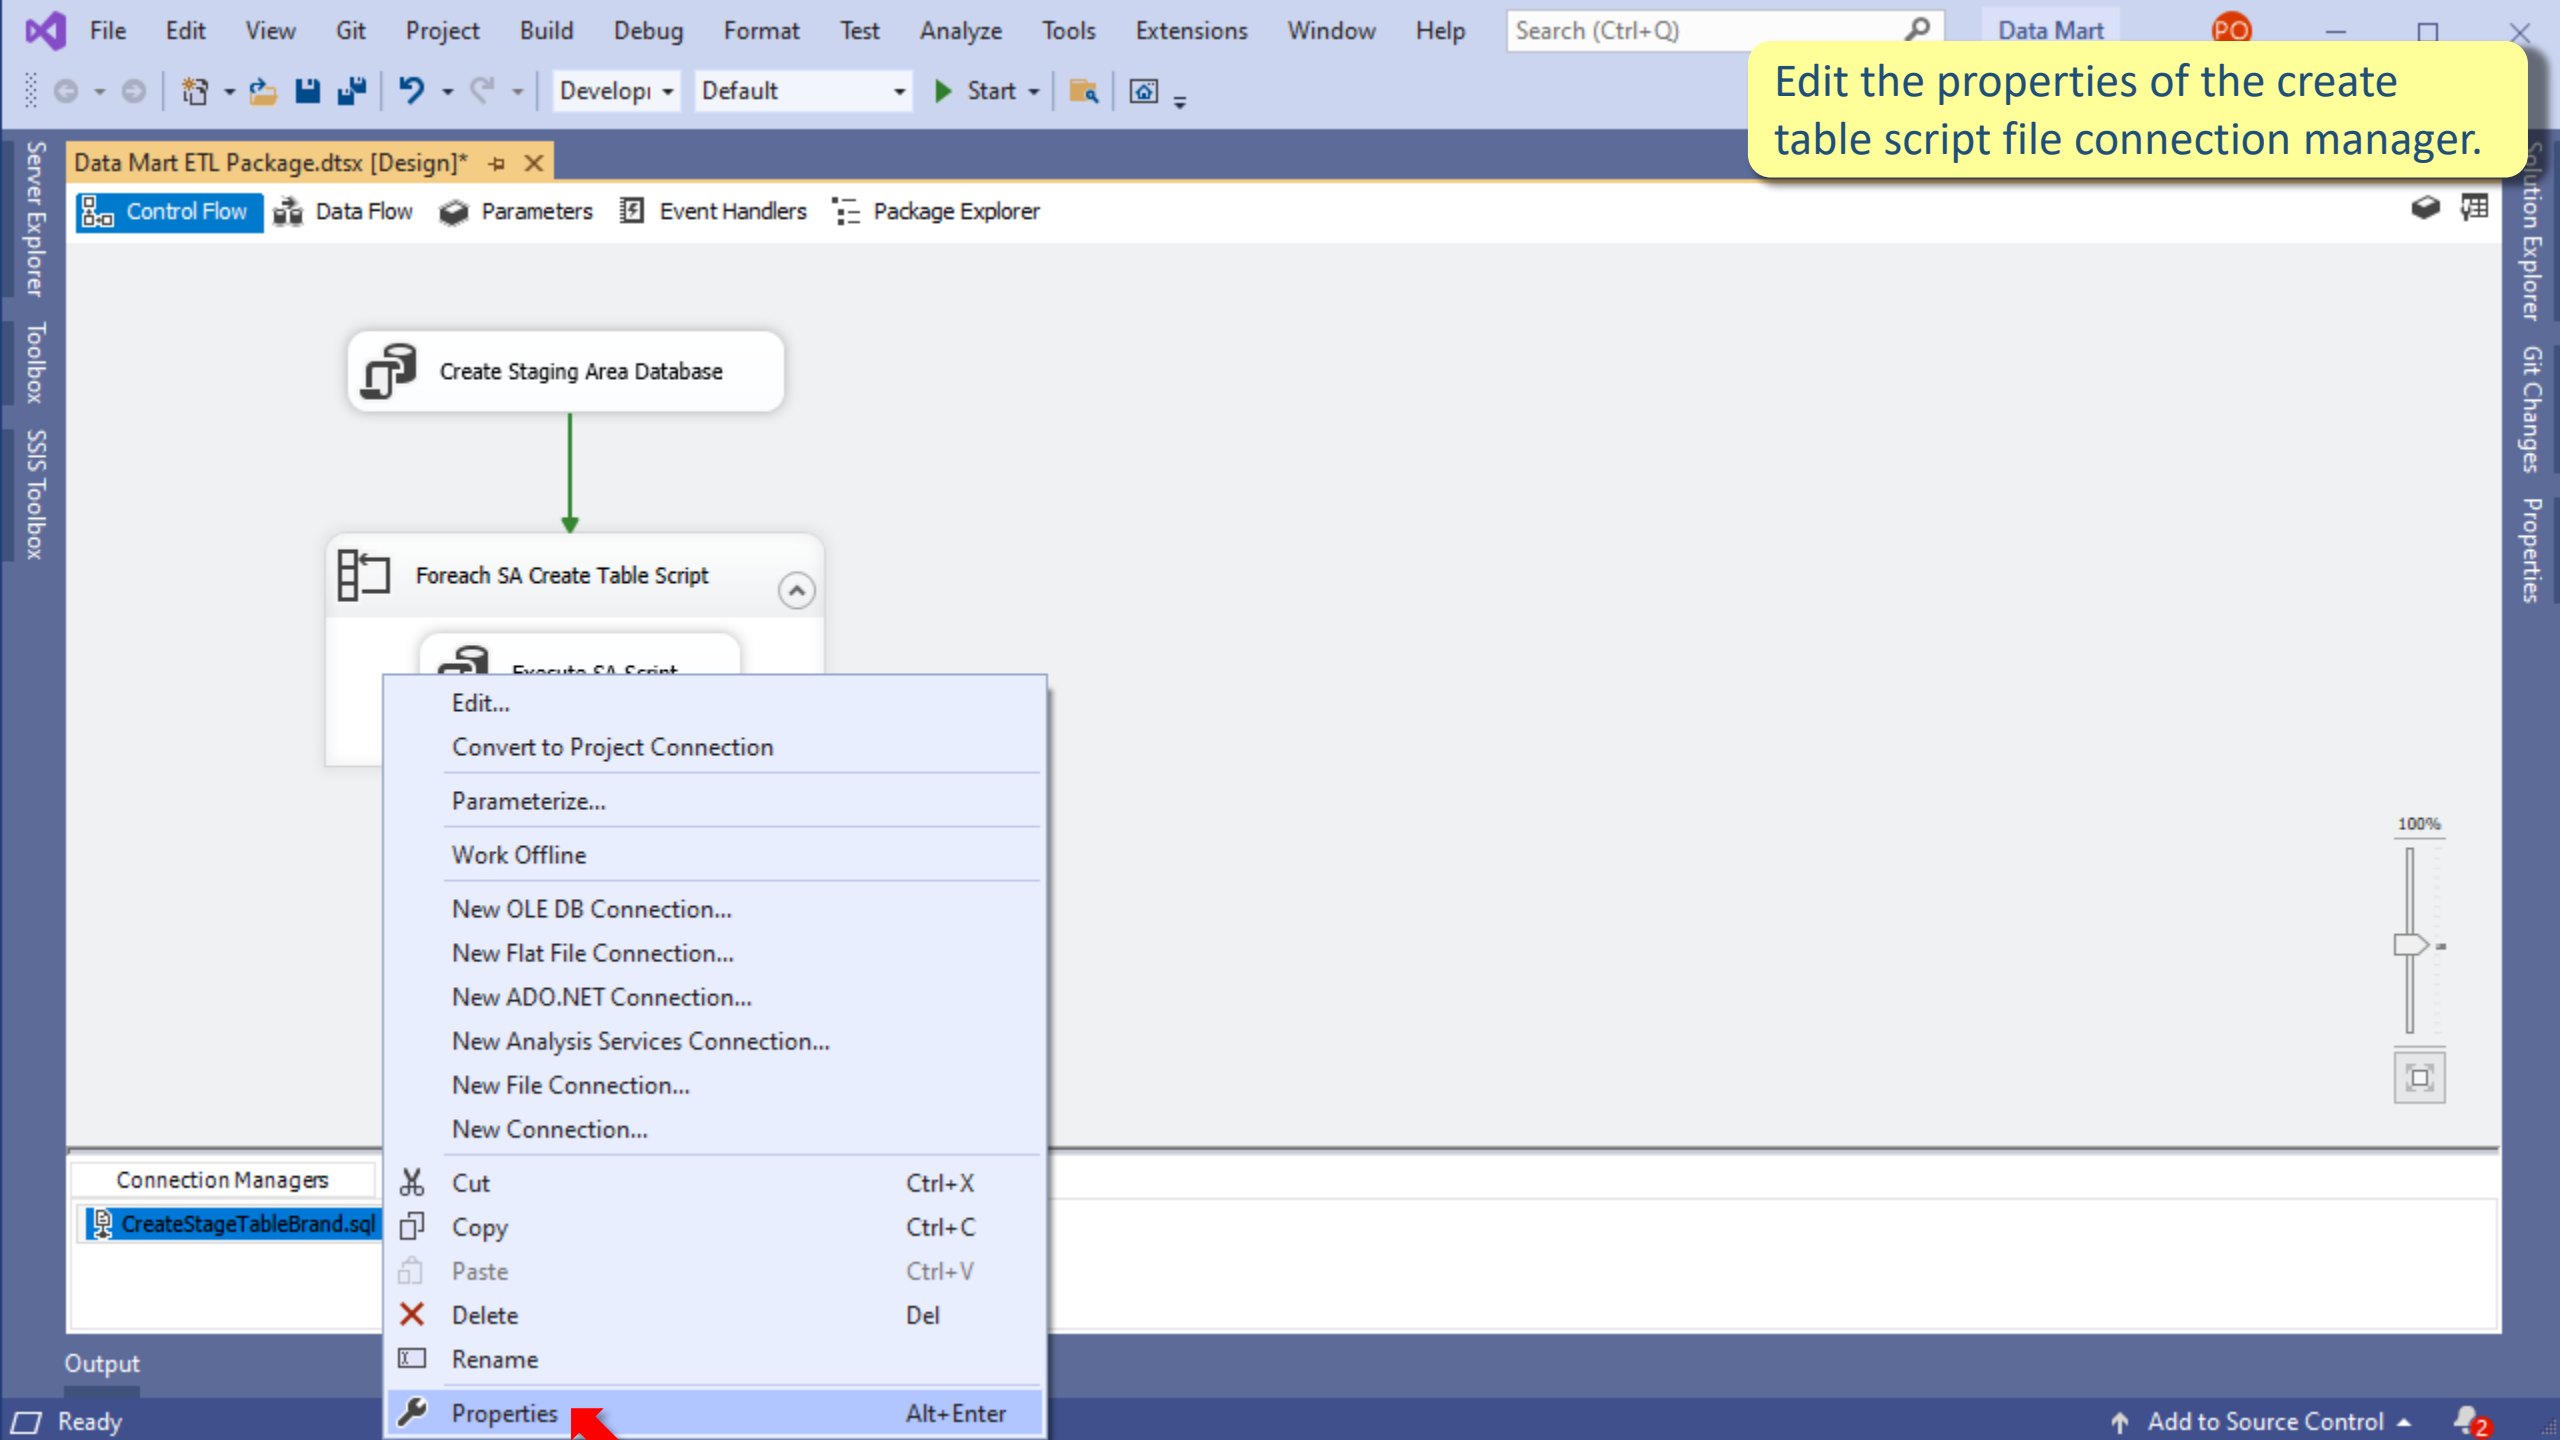 File Edit View Git Project Build Debug Format Test Analyze Tools Extensions Window Help Search (Ctrl+Q) Data Mart PO
Default Start
Edit the properties of the create
table script file connection manager.
Data Mart ETL Package.dtsx [Design]*
Control Flow Data Flow Parameters Event Handlers Package Explorer
Server Explorer
Toolbox
SSIS Toolbox
Create Staging Area Database
Foreach SA Create Table Script
Execute SA Script
Edit...
Convert to Project Connection
Parameterize...
Work Offline
New OLE DB Connection...
New Flat File Connection...
New ADO.NET Connection...
New Analysis Services Connection...
New File Connection...
New Connection...
Cut Ctrl+X
Copy Ctrl+C
Paste Ctrl+V
Delete Del
Rename
Properties Alt+Enter
100%
Solution Explorer
Git Changes
Properties
Connection Managers
CreateStageTableBrand.sql
Output
Ready
Add to Source Control 2